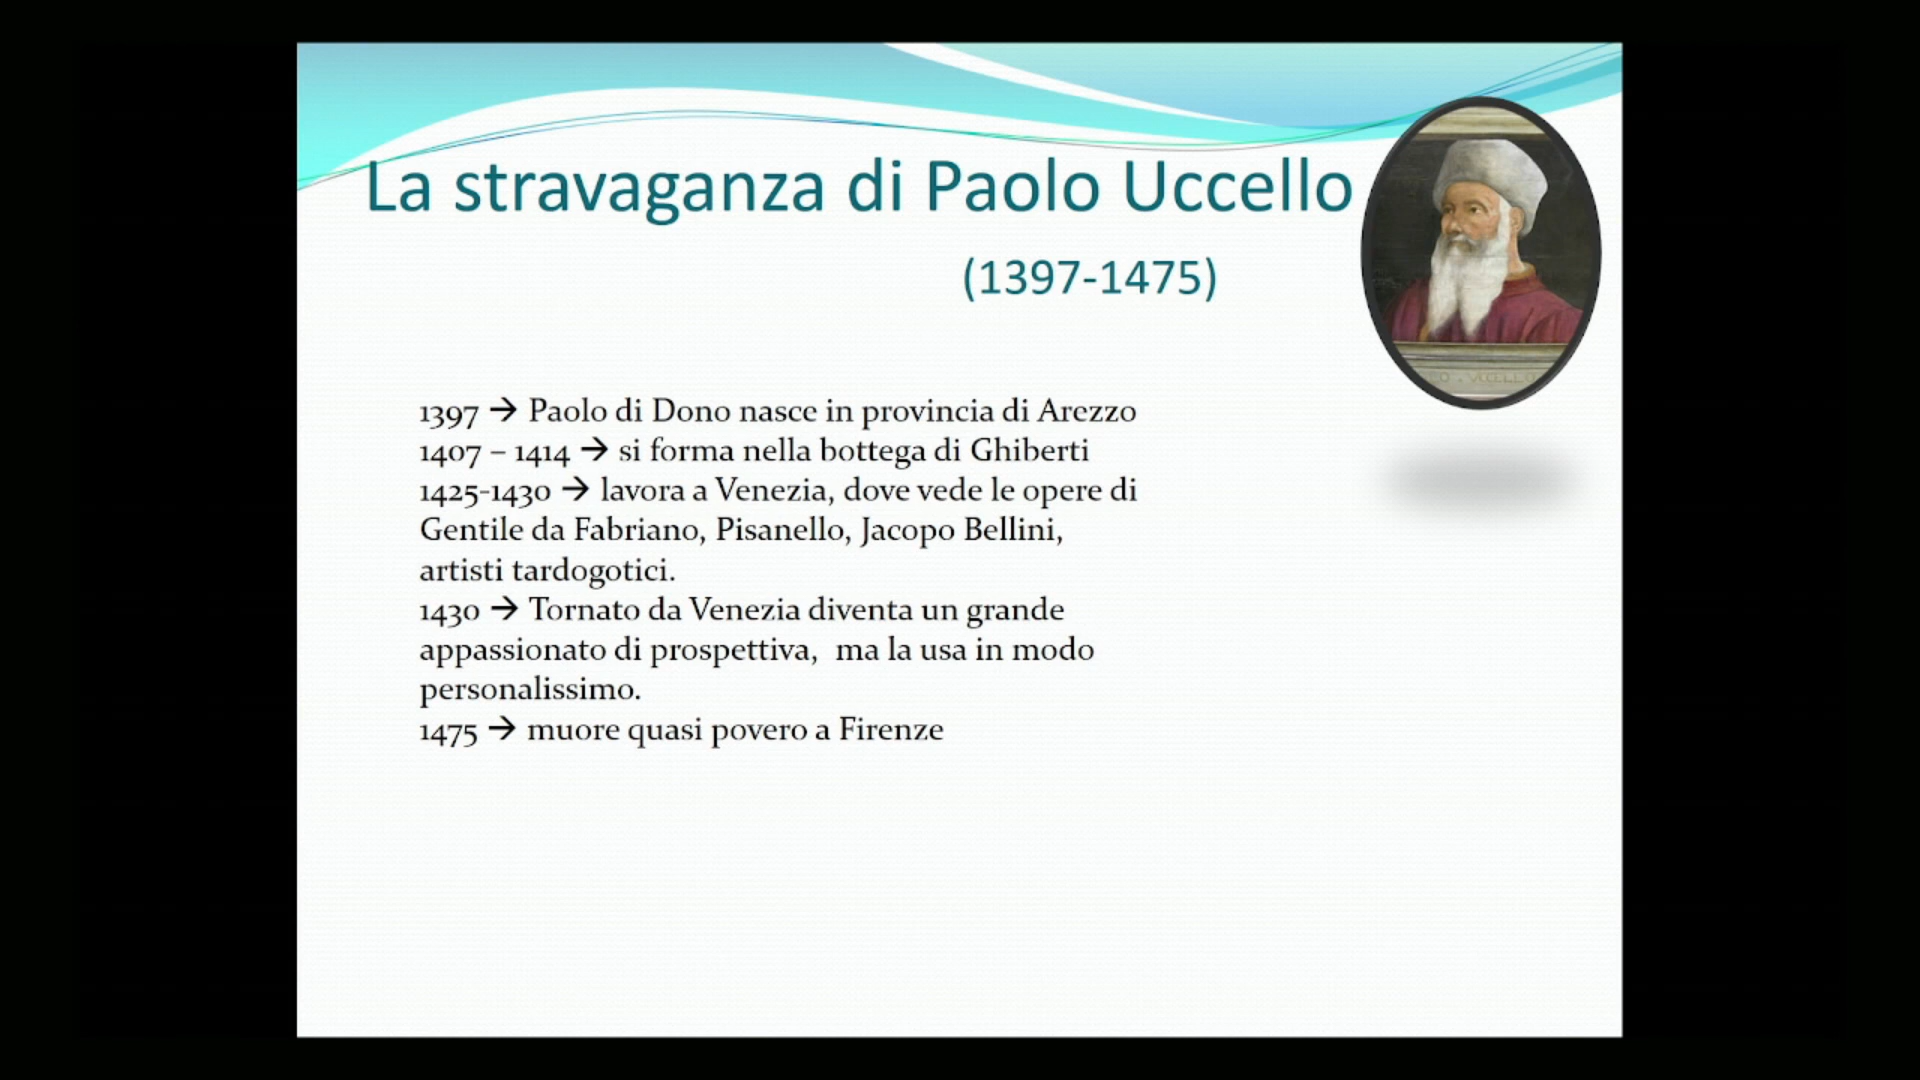 La stravaganza di Paolo Uccello
(1397-1475)
1397 → Paolo di Dono nasce in provincia di Arezzo
1407 – 1414 → si forma nella bottega di Ghiberti
1425-1430 → lavora a Venezia, dove vede le opere di
Gentile da Fabriano, Pisanello, Jacopo Bellini,
artisti tardogotici.
1430 → Tornato da Venezia diventa un grande
appassionato di prospettiva,  ma la usa in modo
personalissimo.
1475 → muore quasi povero a Firenze